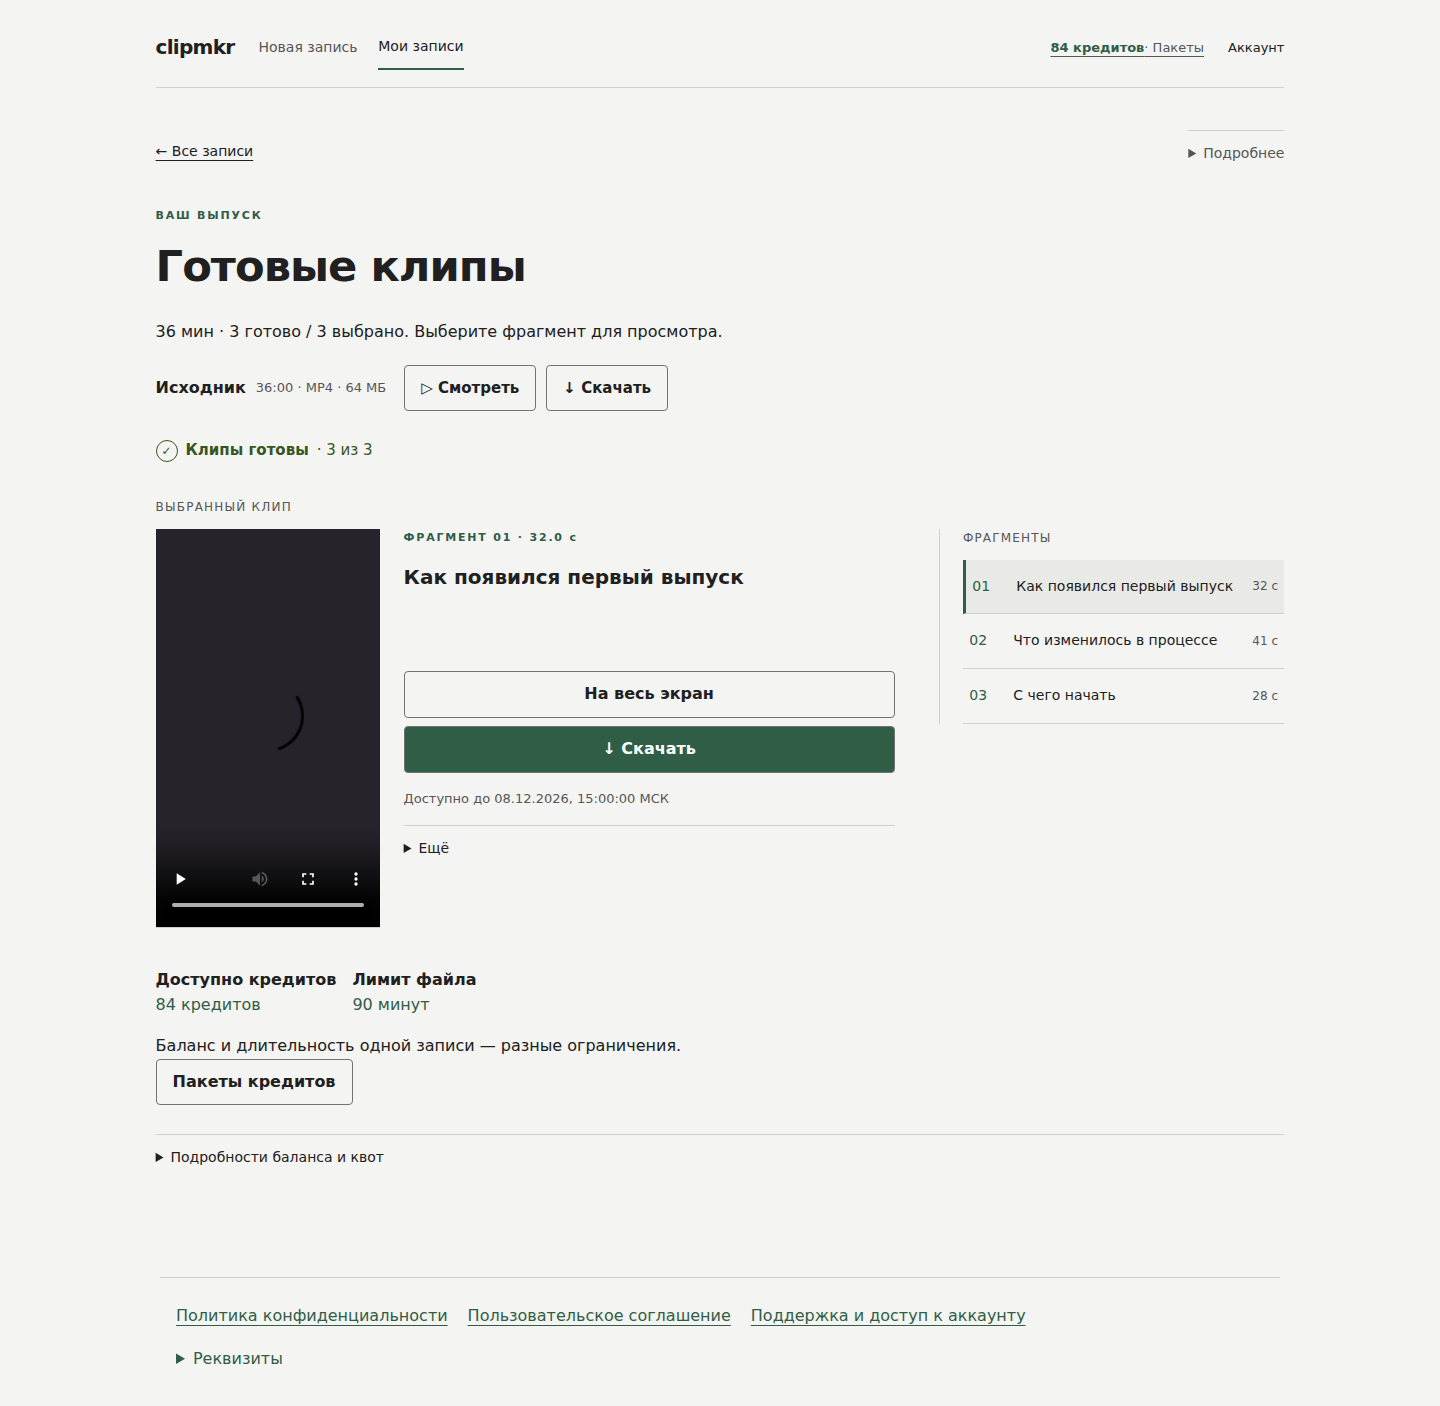 clipmkr Новая запись Мои записи 84 кредитов · Пакеты Аккаунт
← Все записи ▶ Подробнее
ВАШ ВЫПУСК
Готовые клипы
36 мин · 3 готово / 3 выбрано. Выберите фрагмент для просмотра.
Исходник 36:00 · MP4 · 64 МБ ▷ Смотреть ↓ Скачать
✓ Клипы готовы · 3 из 3
ВЫБРАННЫЙ КЛИП
ФРАГМЕНТ 01 · 32.0 с
Как появился первый выпуск
На весь экран
↓ Скачать
Доступно до 08.12.2026, 15:00:00 МСК
▶ Ещё
ФРАГМЕНТЫ
01 Как появился первый выпуск 32 с
02 Что изменилось в процессе 41 с
03 С чего начать 28 с
Доступно кредитов Лимит файла
84 кредитов 90 минут
Баланс и длительность одной записи — разные ограничения.
Пакеты кредитов
▶ Подробности баланса и квот
Политика конфиденциальности Пользовательское соглашение Поддержка и доступ к аккаунту
▶ Реквизиты